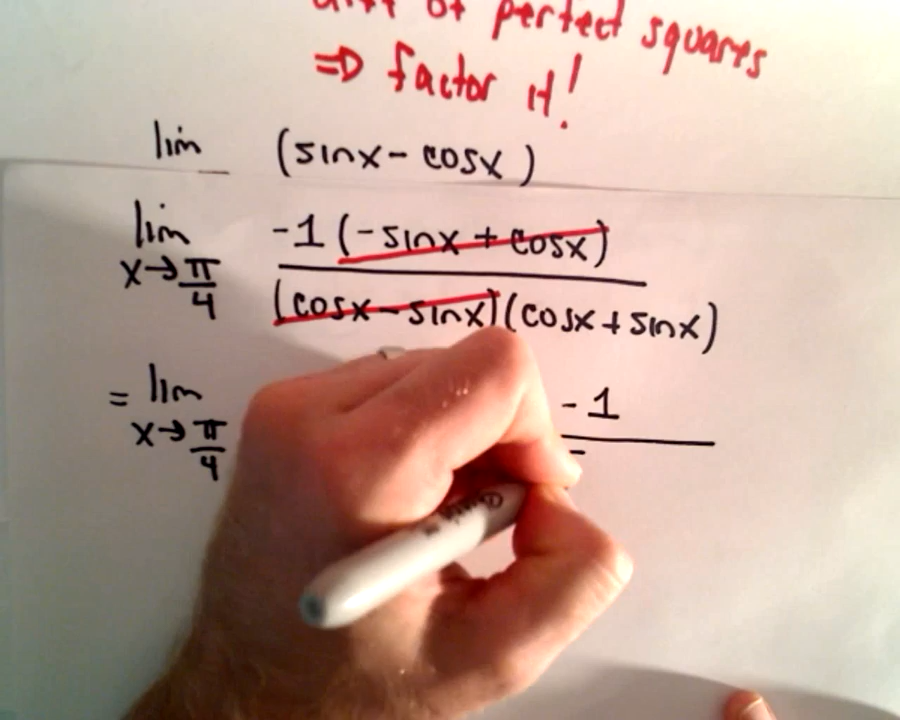 of perfect squares
⇒ factor it!
lim (sinx - cosx)
lim -1 (-sinx + cosx)
x→π/4 (cosx - sinx)(cosx + sinx)
= lim -1
x→π/4